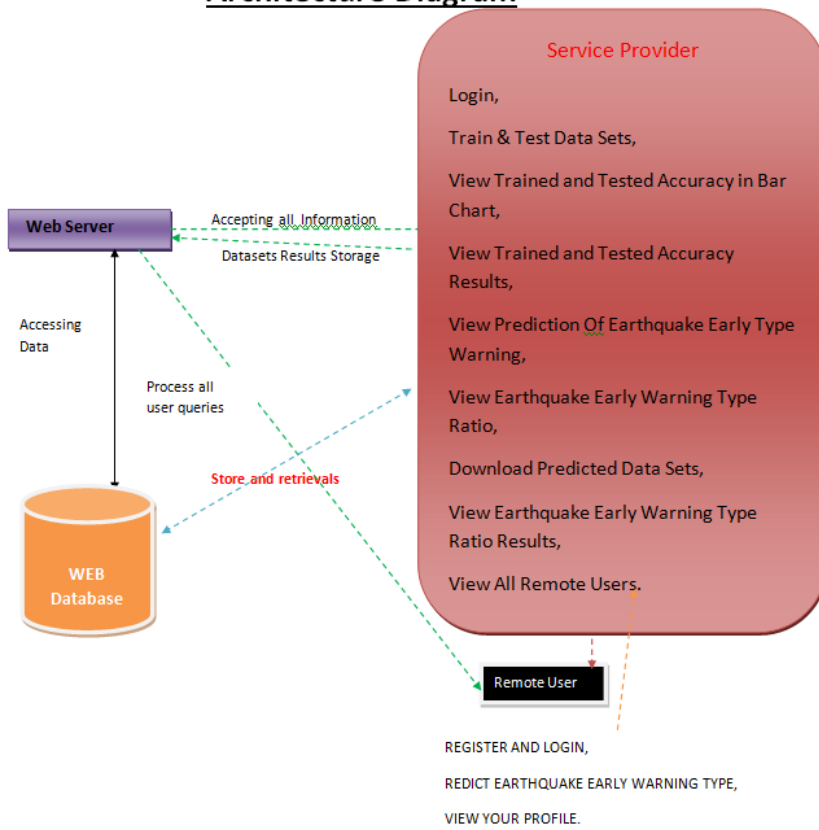 Architecture Diagram
Service Provider
Login,
Train & Test Data Sets,
View Trained and Tested Accuracy in Bar
Chart,
View Trained and Tested Accuracy
Results,
View Prediction Of Earthquake Early Type
Warning,
View Earthquake Early Warning Type
Ratio,
Download Predicted Data Sets,
View Earthquake Early Warning Type
Ratio Results,
View All Remote Users.
Web Server
Accepting all Information
Datasets Results Storage
Accessing
Data
Process all
user queries
Store and retrievals
WEB
Database
Remote User
REGISTER AND LOGIN,
REDICT EARTHQUAKE EARLY WARNING TYPE,
VIEW YOUR PROFILE.